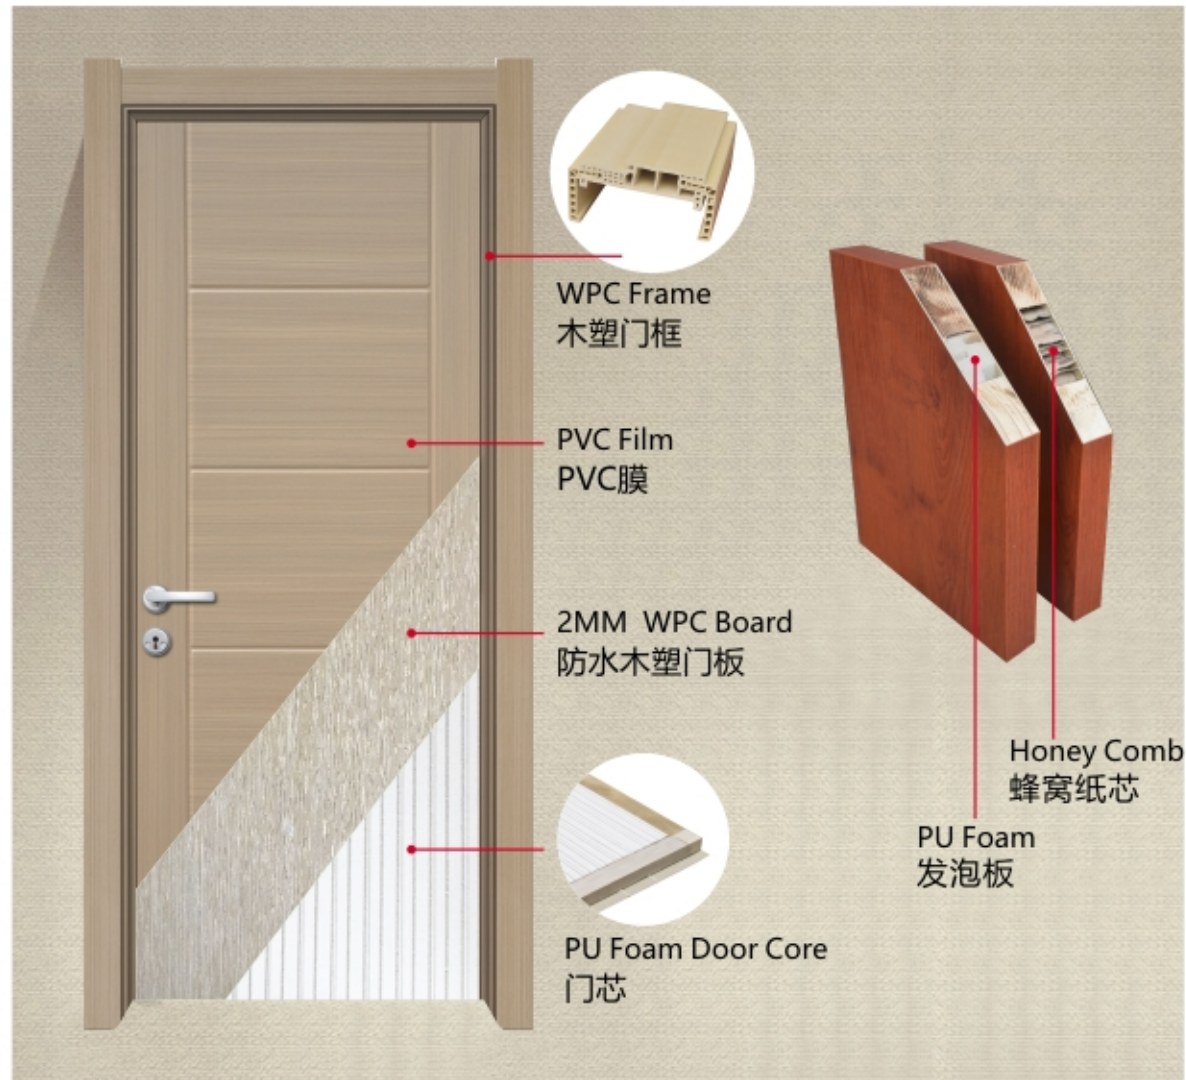 WPC Frame
木塑门框
PVC Film
PVC膜
2MM WPC Board
防水木塑门板
PU Foam Door Core
门芯
Honey Comb
蜂窝纸芯
PU Foam
发泡板